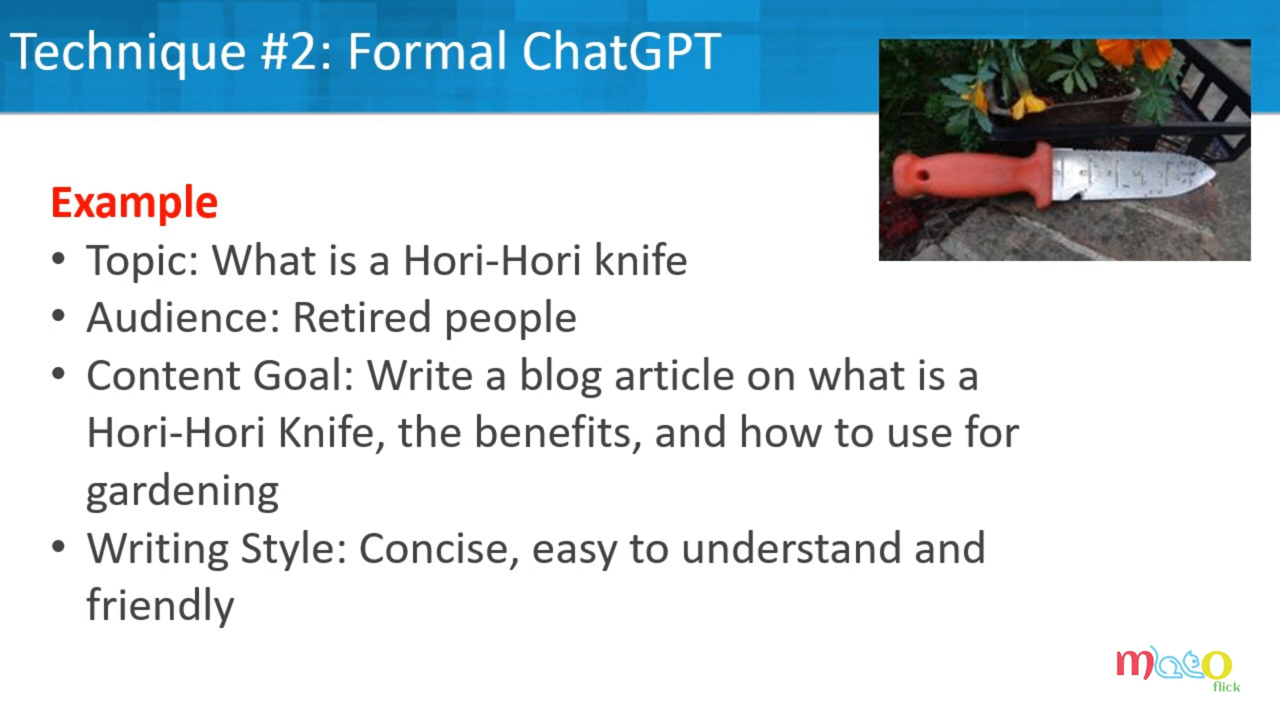 Technique #2: Formal ChatGPT
Example
• Topic: What is a Hori-Hori knife
• Audience: Retired people
• Content Goal: Write a blog article on what is a
Hori-Hori Knife, the benefits, and how to use for
gardening
• Writing Style: Concise, easy to understand and
friendly
flick